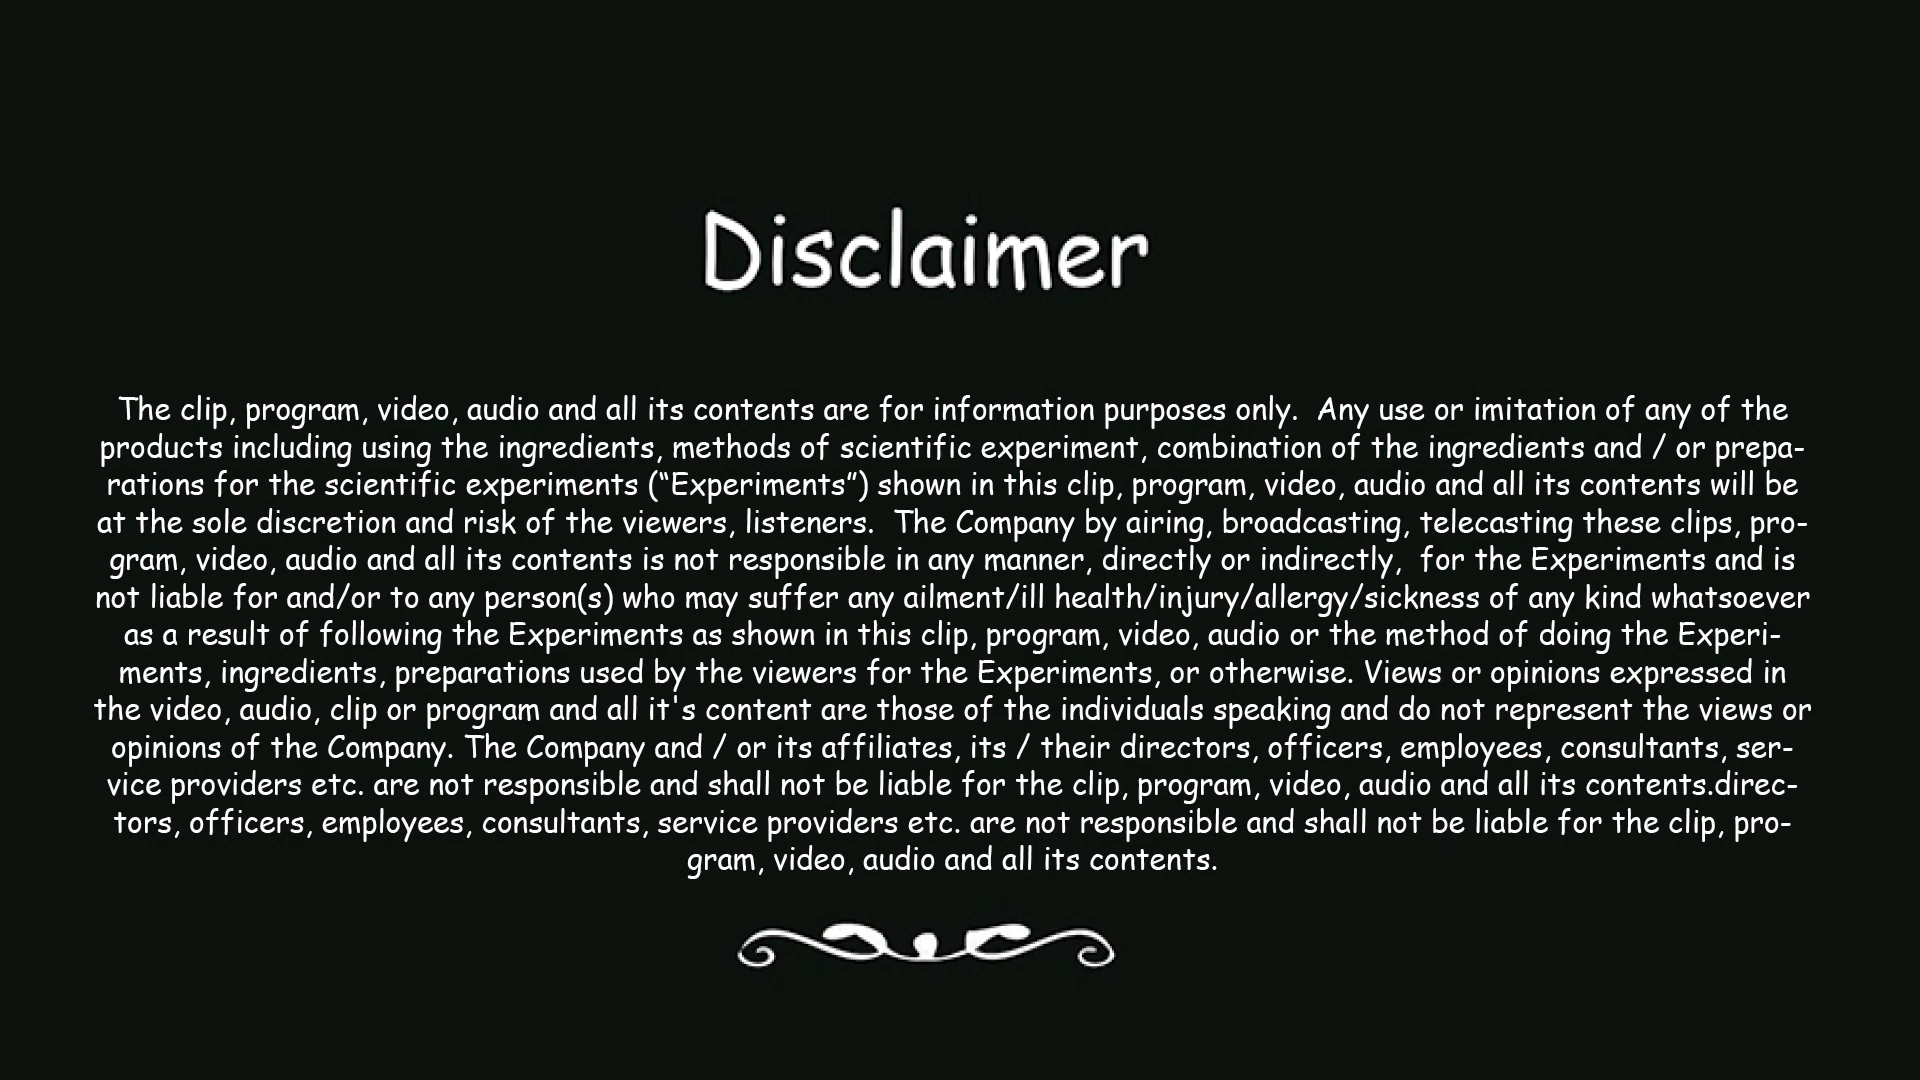 Disclaimer
The clip, program, video, audio and all its contents are for information purposes only.  Any use or imitation of any of the
products including using the ingredients, methods of scientific experiment, combination of the ingredients and / or prepa-
rations for the scientific experiments (“Experiments”) shown in this clip, program, video, audio and all its contents will be
at the sole discretion and risk of the viewers, listeners.  The Company by airing, broadcasting, telecasting these clips, pro-
gram, video, audio and all its contents is not responsible in any manner, directly or indirectly,  for the Experiments and is
not liable for and/or to any person(s) who may suffer any ailment/ill health/injury/allergy/sickness of any kind whatsoever
as a result of following the Experiments as shown in this clip, program, video, audio or the method of doing the Experi-
ments, ingredients, preparations used by the viewers for the Experiments, or otherwise. Views or opinions expressed in
the video, audio, clip or program and all it's content are those of the individuals speaking and do not represent the views or
opinions of the Company. The Company and / or its affiliates, its / their directors, officers, employees, consultants, ser-
vice providers etc. are not responsible and shall not be liable for the clip, program, video, audio and all its contents.direc-
tors, officers, employees, consultants, service providers etc. are not responsible and shall not be liable for the clip, pro-
gram, video, audio and all its contents.